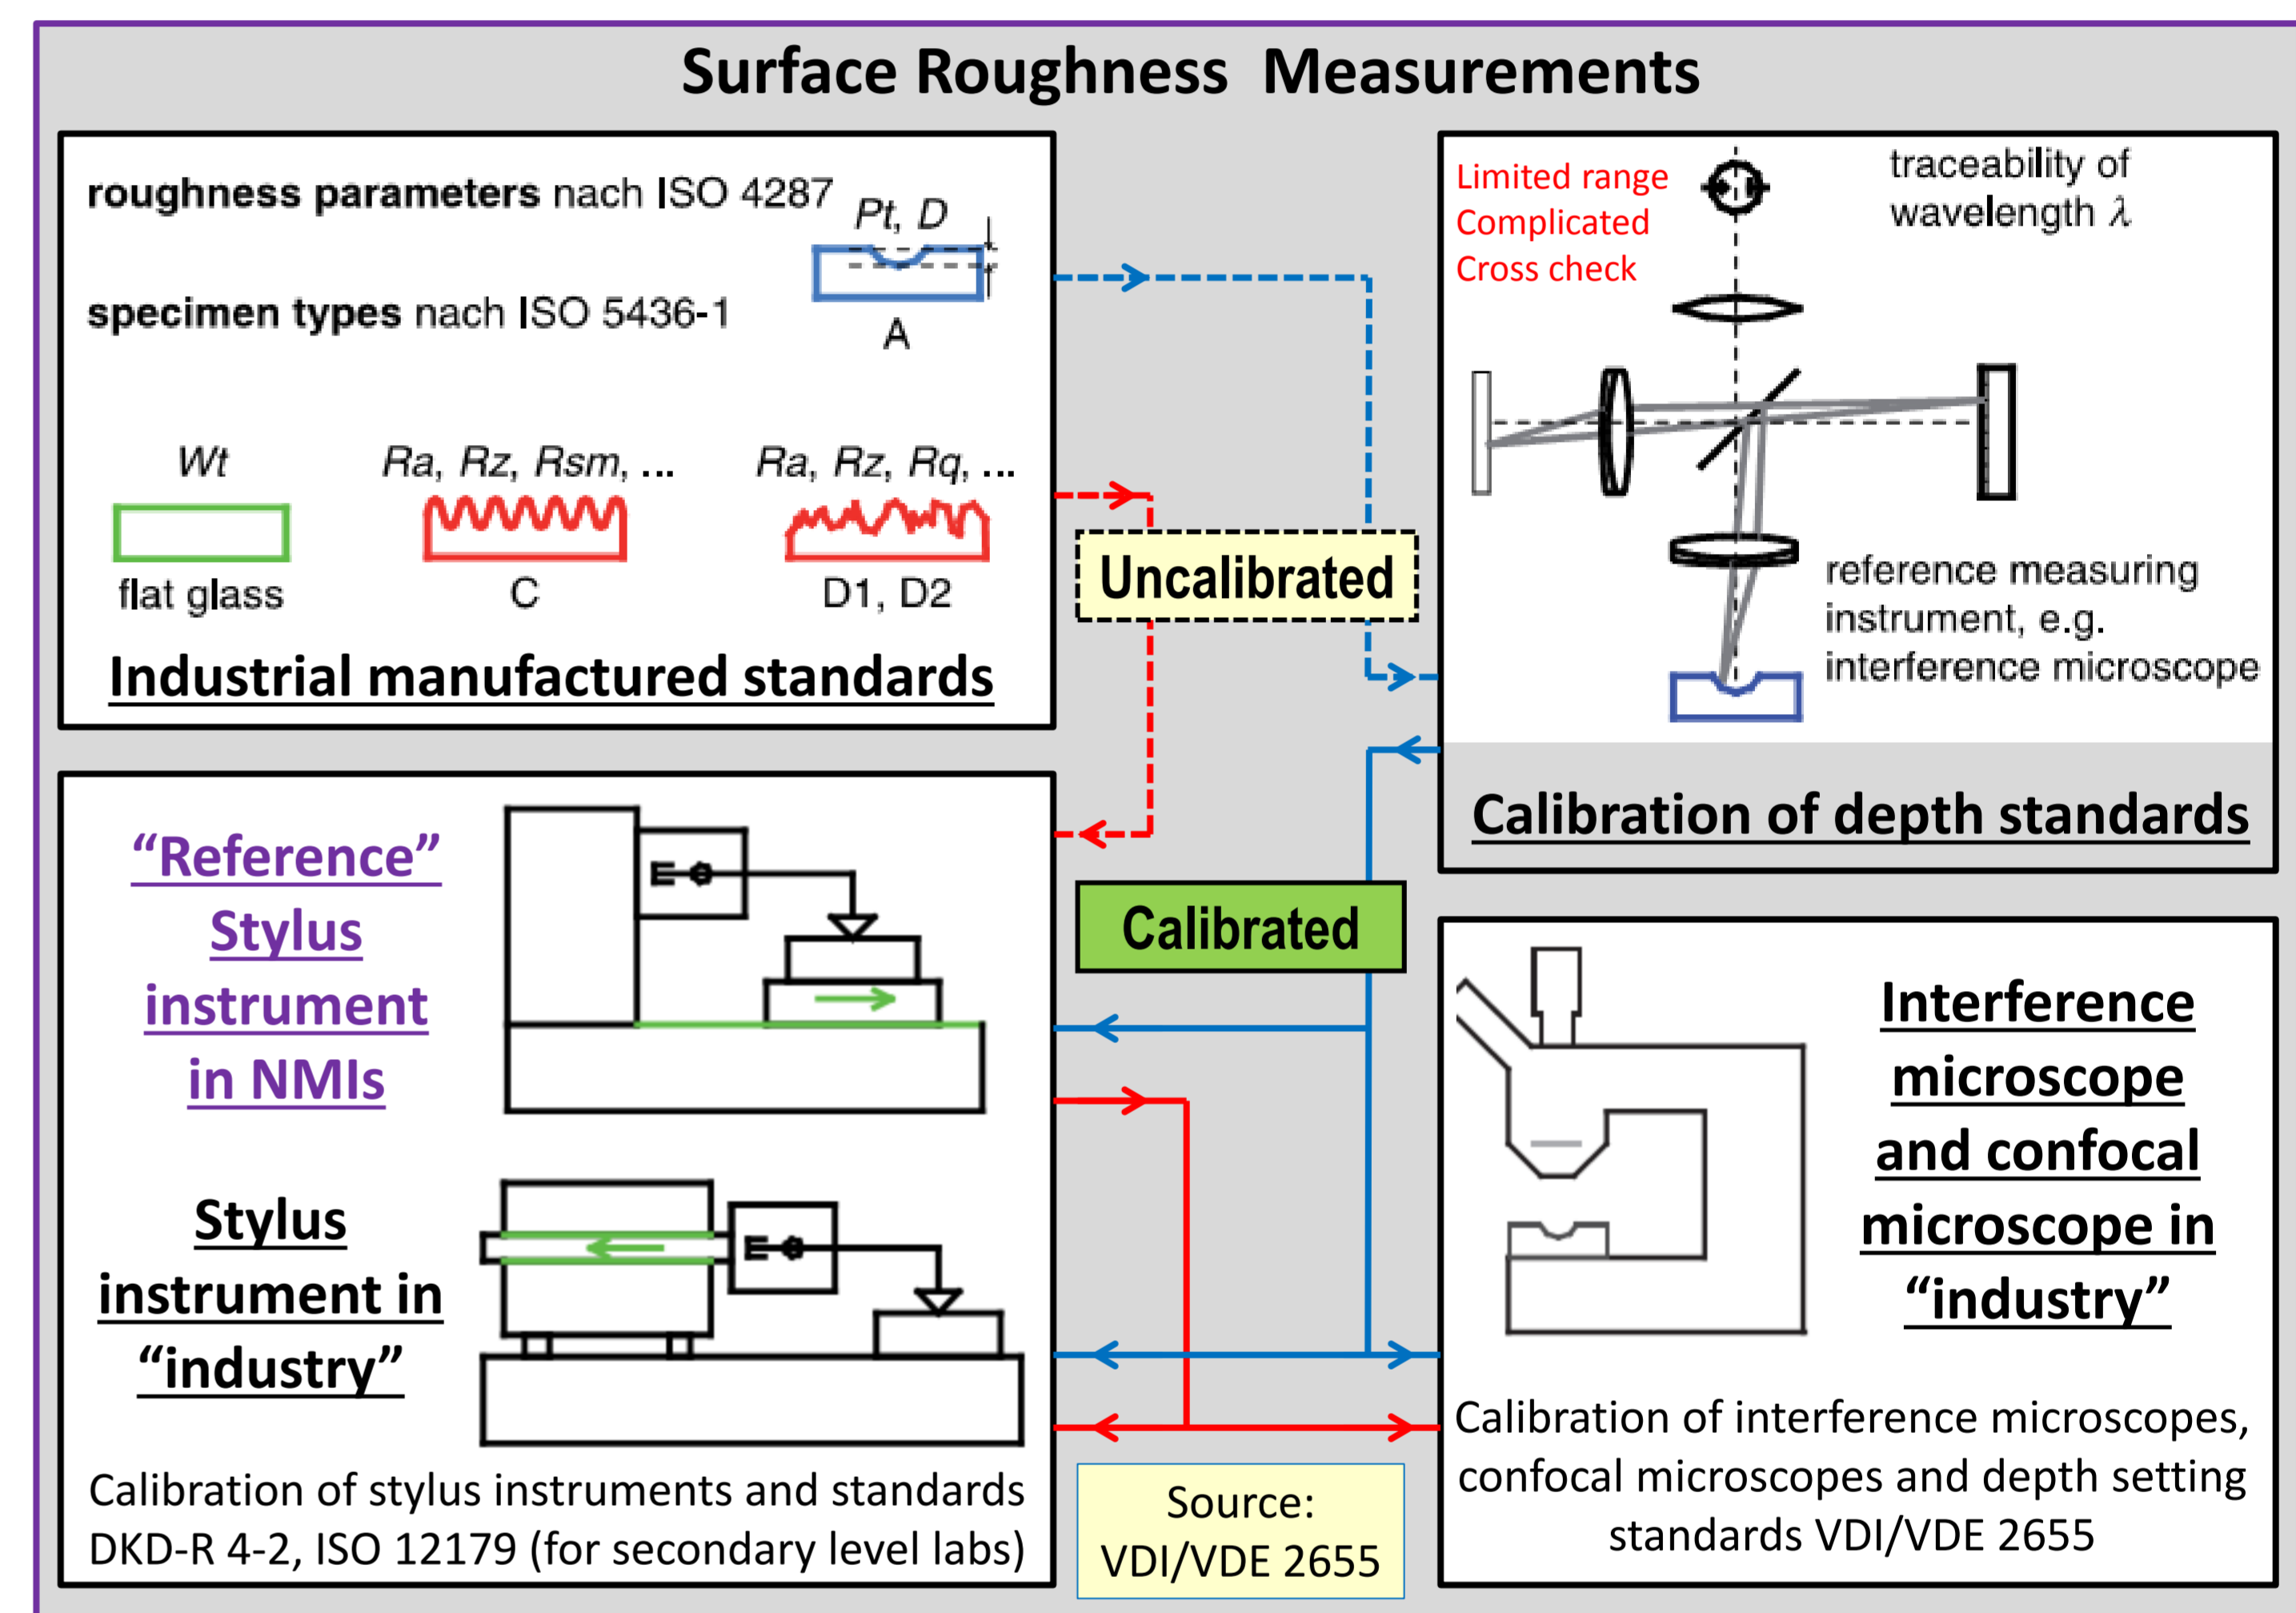 Surface Roughness Measurements
roughness parameters nach ISO 4287
Pt, D
specimen types nach ISO 5436-1
A
Wt
Ra, Rz, Rsm, ...
Ra, Rz, Rq, ...
flat glass
C
D1, D2
Industrial manufactured standards
Limited range
Complicated
Cross check
traceability of
wavelength λ
reference measuring
instrument, e.g.
interference microscope
Calibration of depth standards
Uncalibrated
Calibrated
“Reference”
Stylus
instrument
in NMIs
Stylus
instrument in
“industry”
Calibration of stylus instruments and standards
DKD-R 4-2, ISO 12179 (for secondary level labs)
Source:
VDI/VDE 2655
Interference
microscope
and confocal
microscope in
“industry”
Calibration of interference microscopes,
confocal microscopes and depth setting
standards VDI/VDE 2655